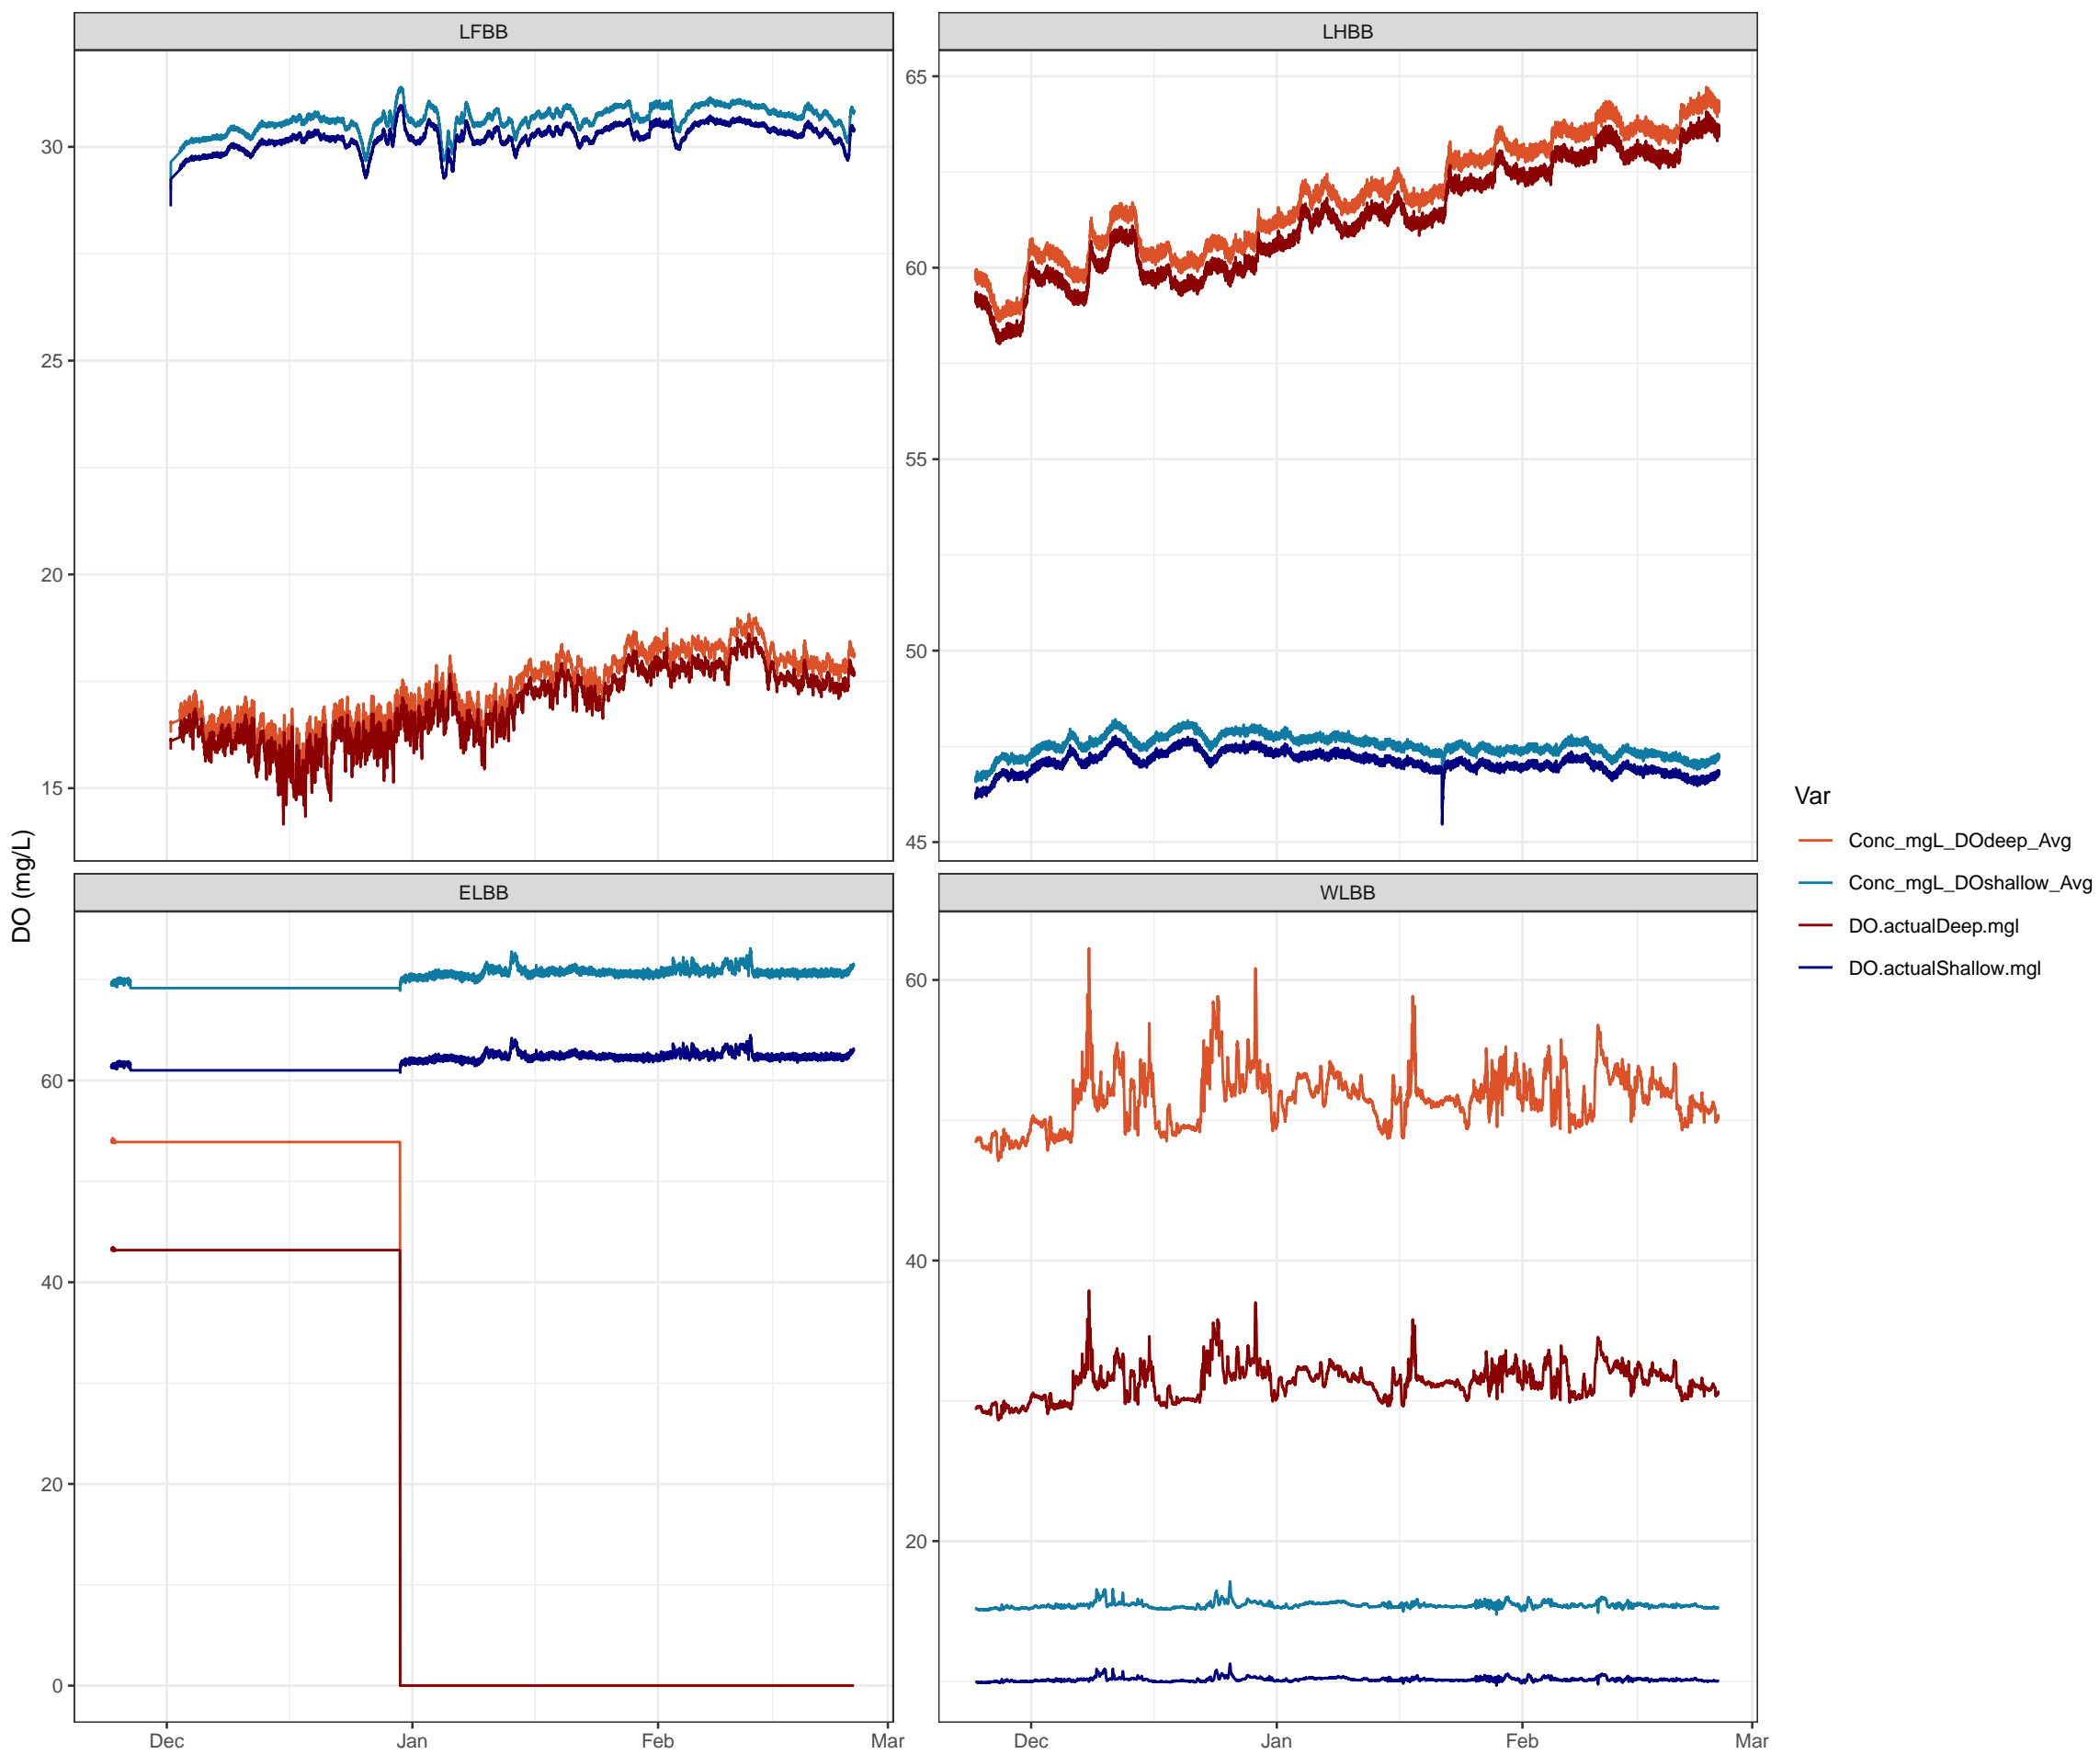 DO (mg/L)
LFBB
30
25
20
15
LHBB
65
60
55
50
45
ELBB
60
40
20
0
Dec Jan Feb Mar
WLBB
60
40
20
Dec Jan Feb Mar
Var
Conc_mgL_DOdeep_Avg
Conc_mgL_DOshallow_Avg
DO.actualDeep.mgl
DO.actualShallow.mgl